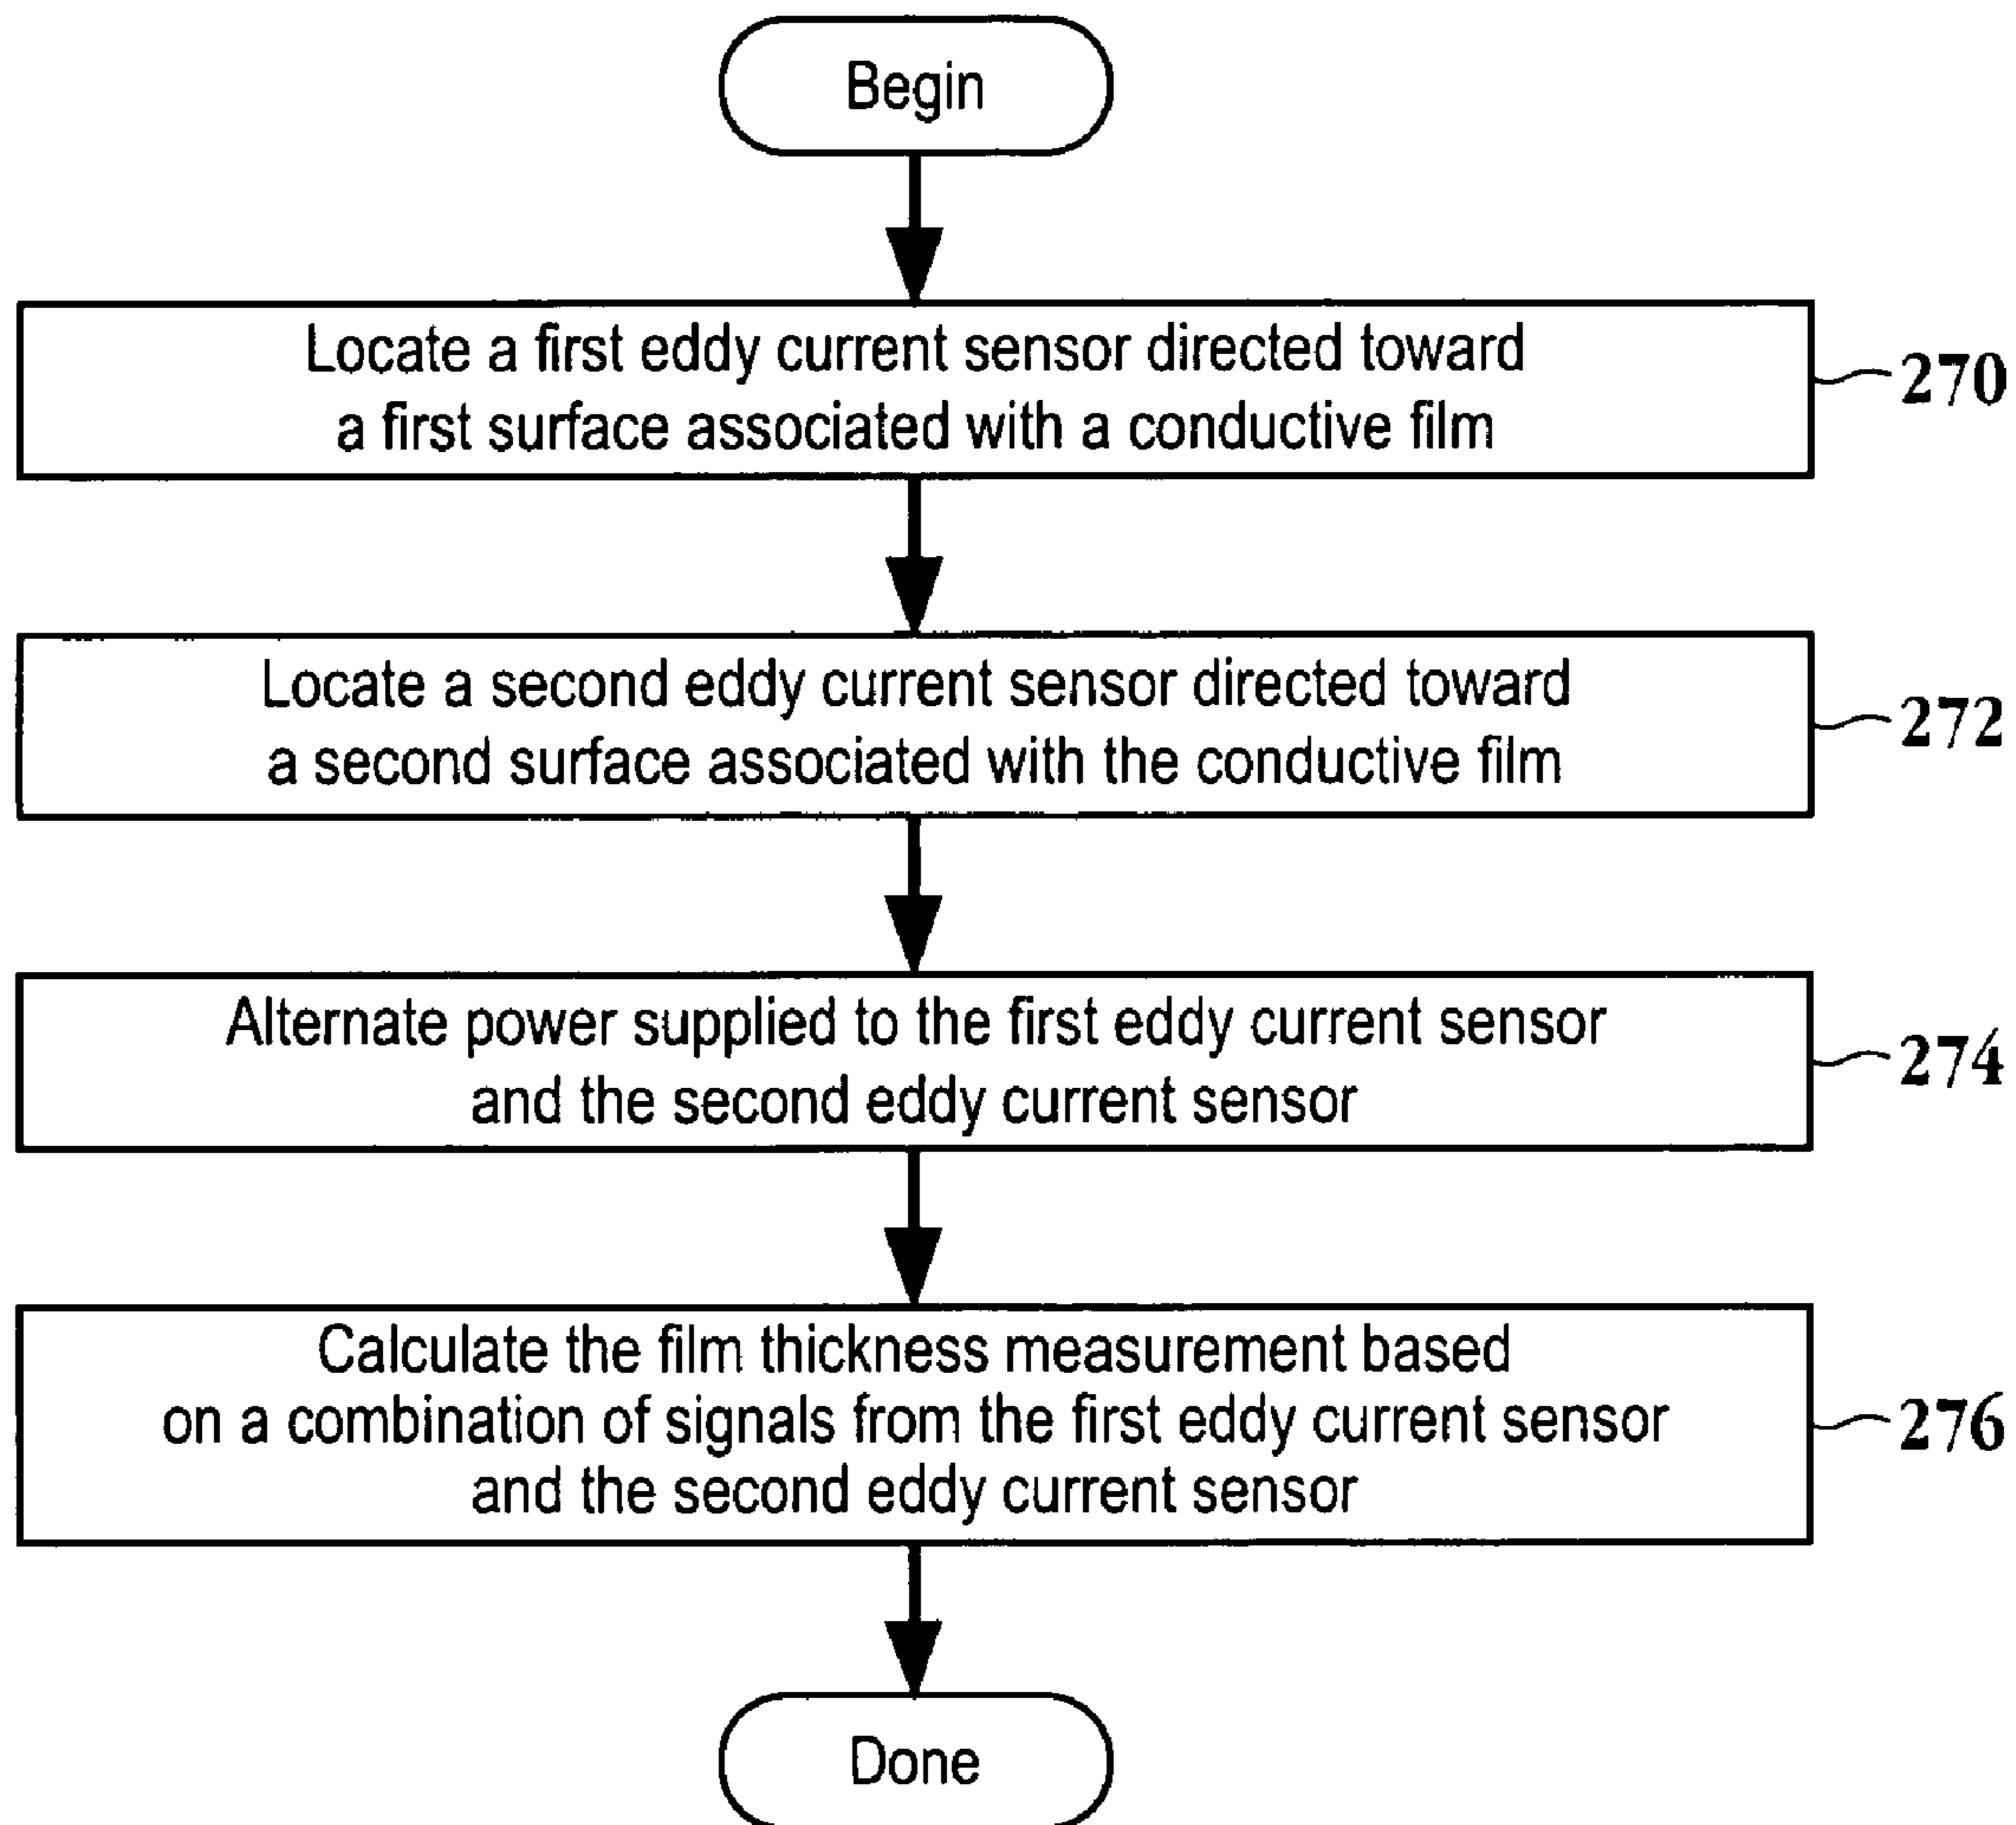 Begin
Locate a first eddy current sensor directed toward
a first surface associated with a conductive film
270
Locate a second eddy current sensor directed toward
a second surface associated with the conductive film
272
Alternate power supplied to the first eddy current sensor
and the second eddy current sensor
274
Calculate the film thickness measurement based
on a combination of signals from the first eddy current sensor
and the second eddy current sensor
276
Done